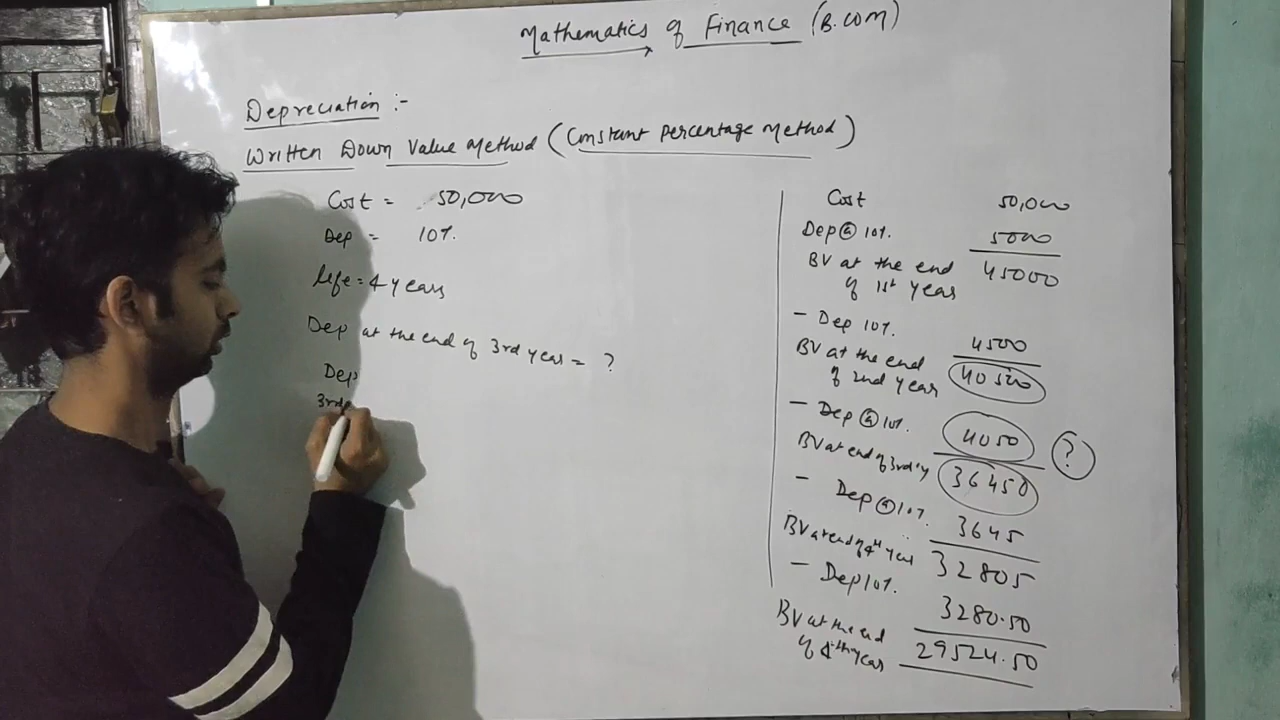 Mathematics of Finance (B.COM)
Depreciation :-
Written Down Value Method (Constant Percentage Method)
Cost = 50,000
Dep = 10%.
life = 4 years
Dep at the end of 3rd year = ?
Dep
3rd
Cost 50,000
Dep @ 10%. 5000
BV at the end 45000
of 1st years
- Dep 10%. 4500
BV at the end 40500
of 2nd year
- Dep @ 10%. 4050 ?
BV at end of 3rd y 36450
- Dep @ 10%. 3645
BV at end of 4th year 32805
- Dep 10%. 3280.50
BV at the end 29524.50
of 4th years